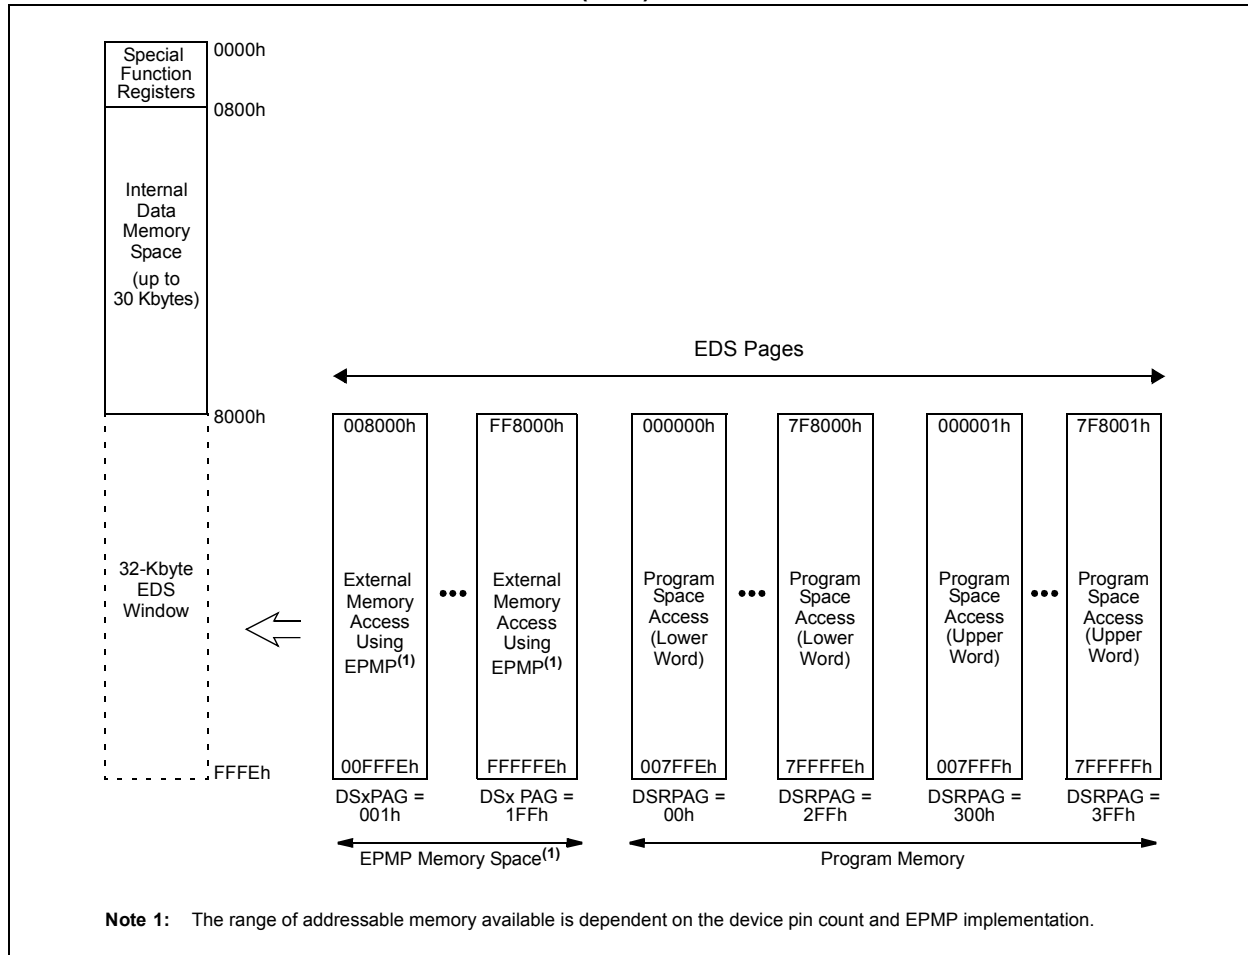 Special
Function
Registers
0000h
0800h
Internal
Data
Memory
Space
(up to
30 Kbytes)
8000h
32-Kbyte
EDS
Window
FFFEh
EDS Pages
008000h
External
Memory
Access
Using
EPMP(1)
00FFFEh
DSxPAG =
001h
•••
FF8000h
External
Memory
Access
Using
EPMP(1)
FFFFFEh
DSx PAG =
1FFh
EPMP Memory Space(1)
000000h
Program
Space
Access
(Lower
Word)
007FFEh
DSRPAG =
00h
•••
7F8000h
Program
Space
Access
(Lower
Word)
7FFFFEh
DSRPAG =
2FFh
000001h
Program
Space
Access
(Upper
Word)
007FFFh
DSRPAG =
300h
•••
7F8001h
Program
Space
Access
(Upper
Word)
7FFFFFh
DSRPAG =
3FFh
Program Memory
Note 1: The range of addressable memory available is dependent on the device pin count and EPMP implementation.